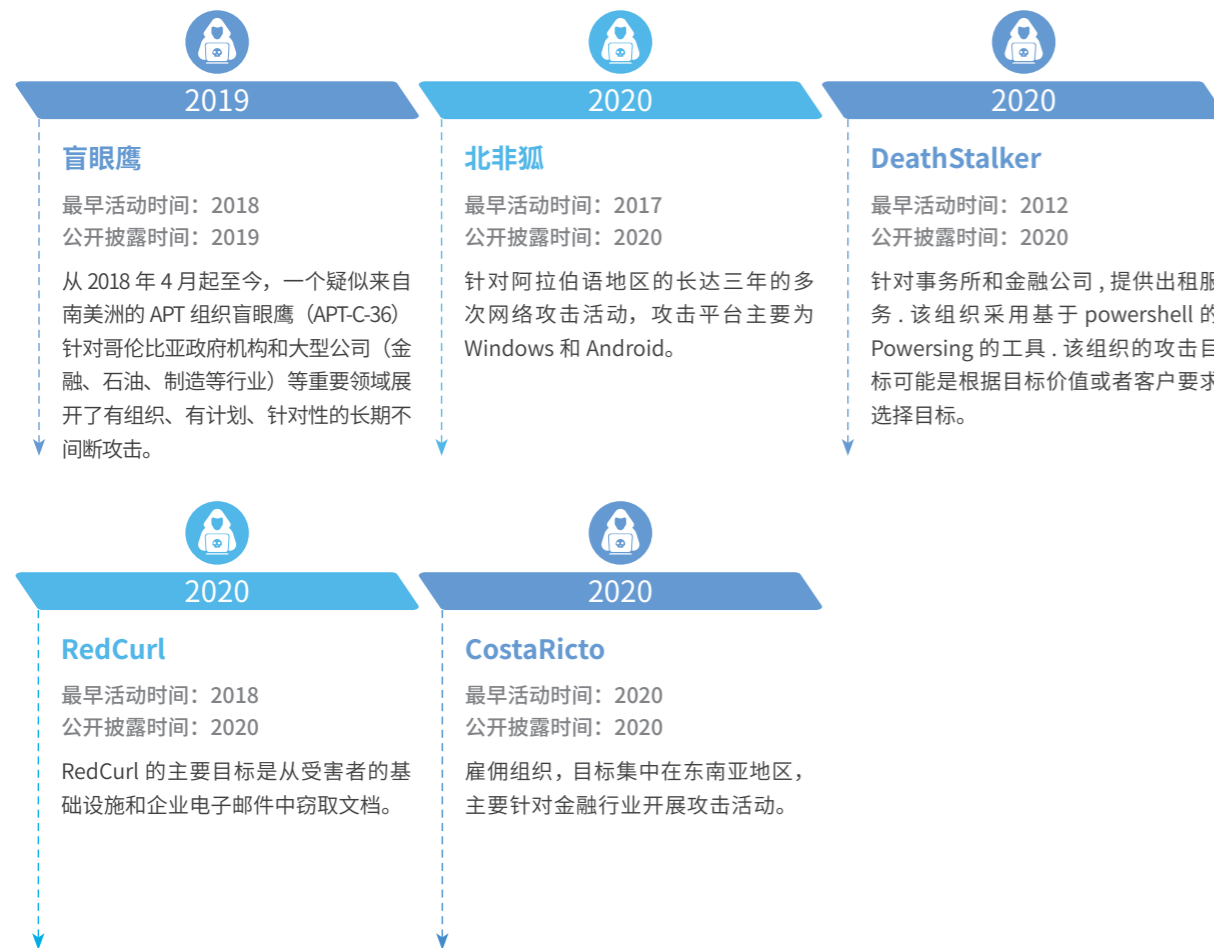 2019
盲眼鹰
最早活动时间：2018
公开披露时间：2019
从 2018 年 4 月起至今，一个疑似来自
南美洲的 APT 组织盲眼鹰（APT-C-36）
针对哥伦比亚政府机构和大型公司（金
融、石油、制造等行业）等重要领域展
开了有组织、有计划、针对性的长期不
间断攻击。
2020
北非狐
最早活动时间：2017
公开披露时间：2020
针对阿拉伯语地区的长达三年的多
次网络攻击活动，攻击平台主要为
Windows 和 Android。
2020
DeathStalker
最早活动时间：2012
公开披露时间：2020
针对事务所和金融公司 , 提供出租服
务 . 该组织采用基于 powershell 的
Powersing 的工具 . 该组织的攻击目
标可能是根据目标价值或者客户要求
选择目标。
2020
RedCurl
最早活动时间：2018
公开披露时间：2020
RedCurl 的主要目标是从受害者的基
础设施和企业电子邮件中窃取文档。
2020
CostaRicto
最早活动时间：2020
公开披露时间：2020
雇佣组织，目标集中在东南亚地区，
主要针对金融行业开展攻击活动。